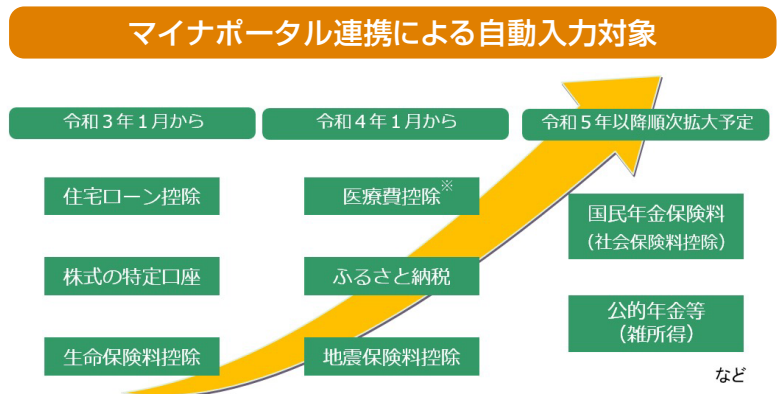 マイナポータル連携による自動入力対象
令和３年１月から
令和４年１月から
令和５年以降順次拡大予定
住宅ローン控除
医療費控除※
国民年金保険料
（社会保険料控除）
株式の特定口座
ふるさと納税
公的年金等
（雑所得）
生命保険料控除
地震保険料控除
など